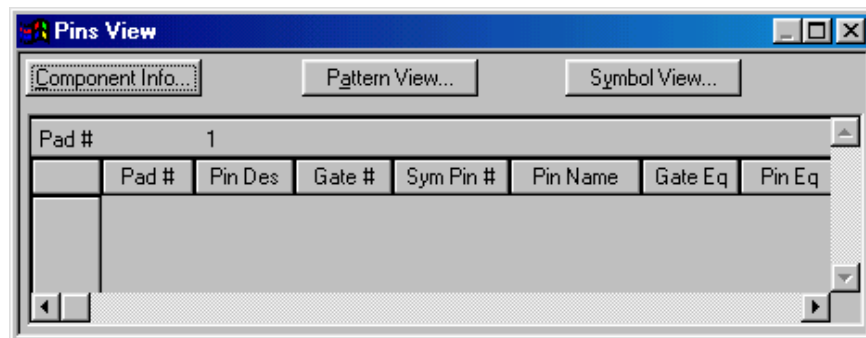 Pins View
Component Info... Pattern View... Symbol View...
Pad # 1
Pad # Pin Des Gate # Sym Pin # Pin Name Gate Eq Pin Eq